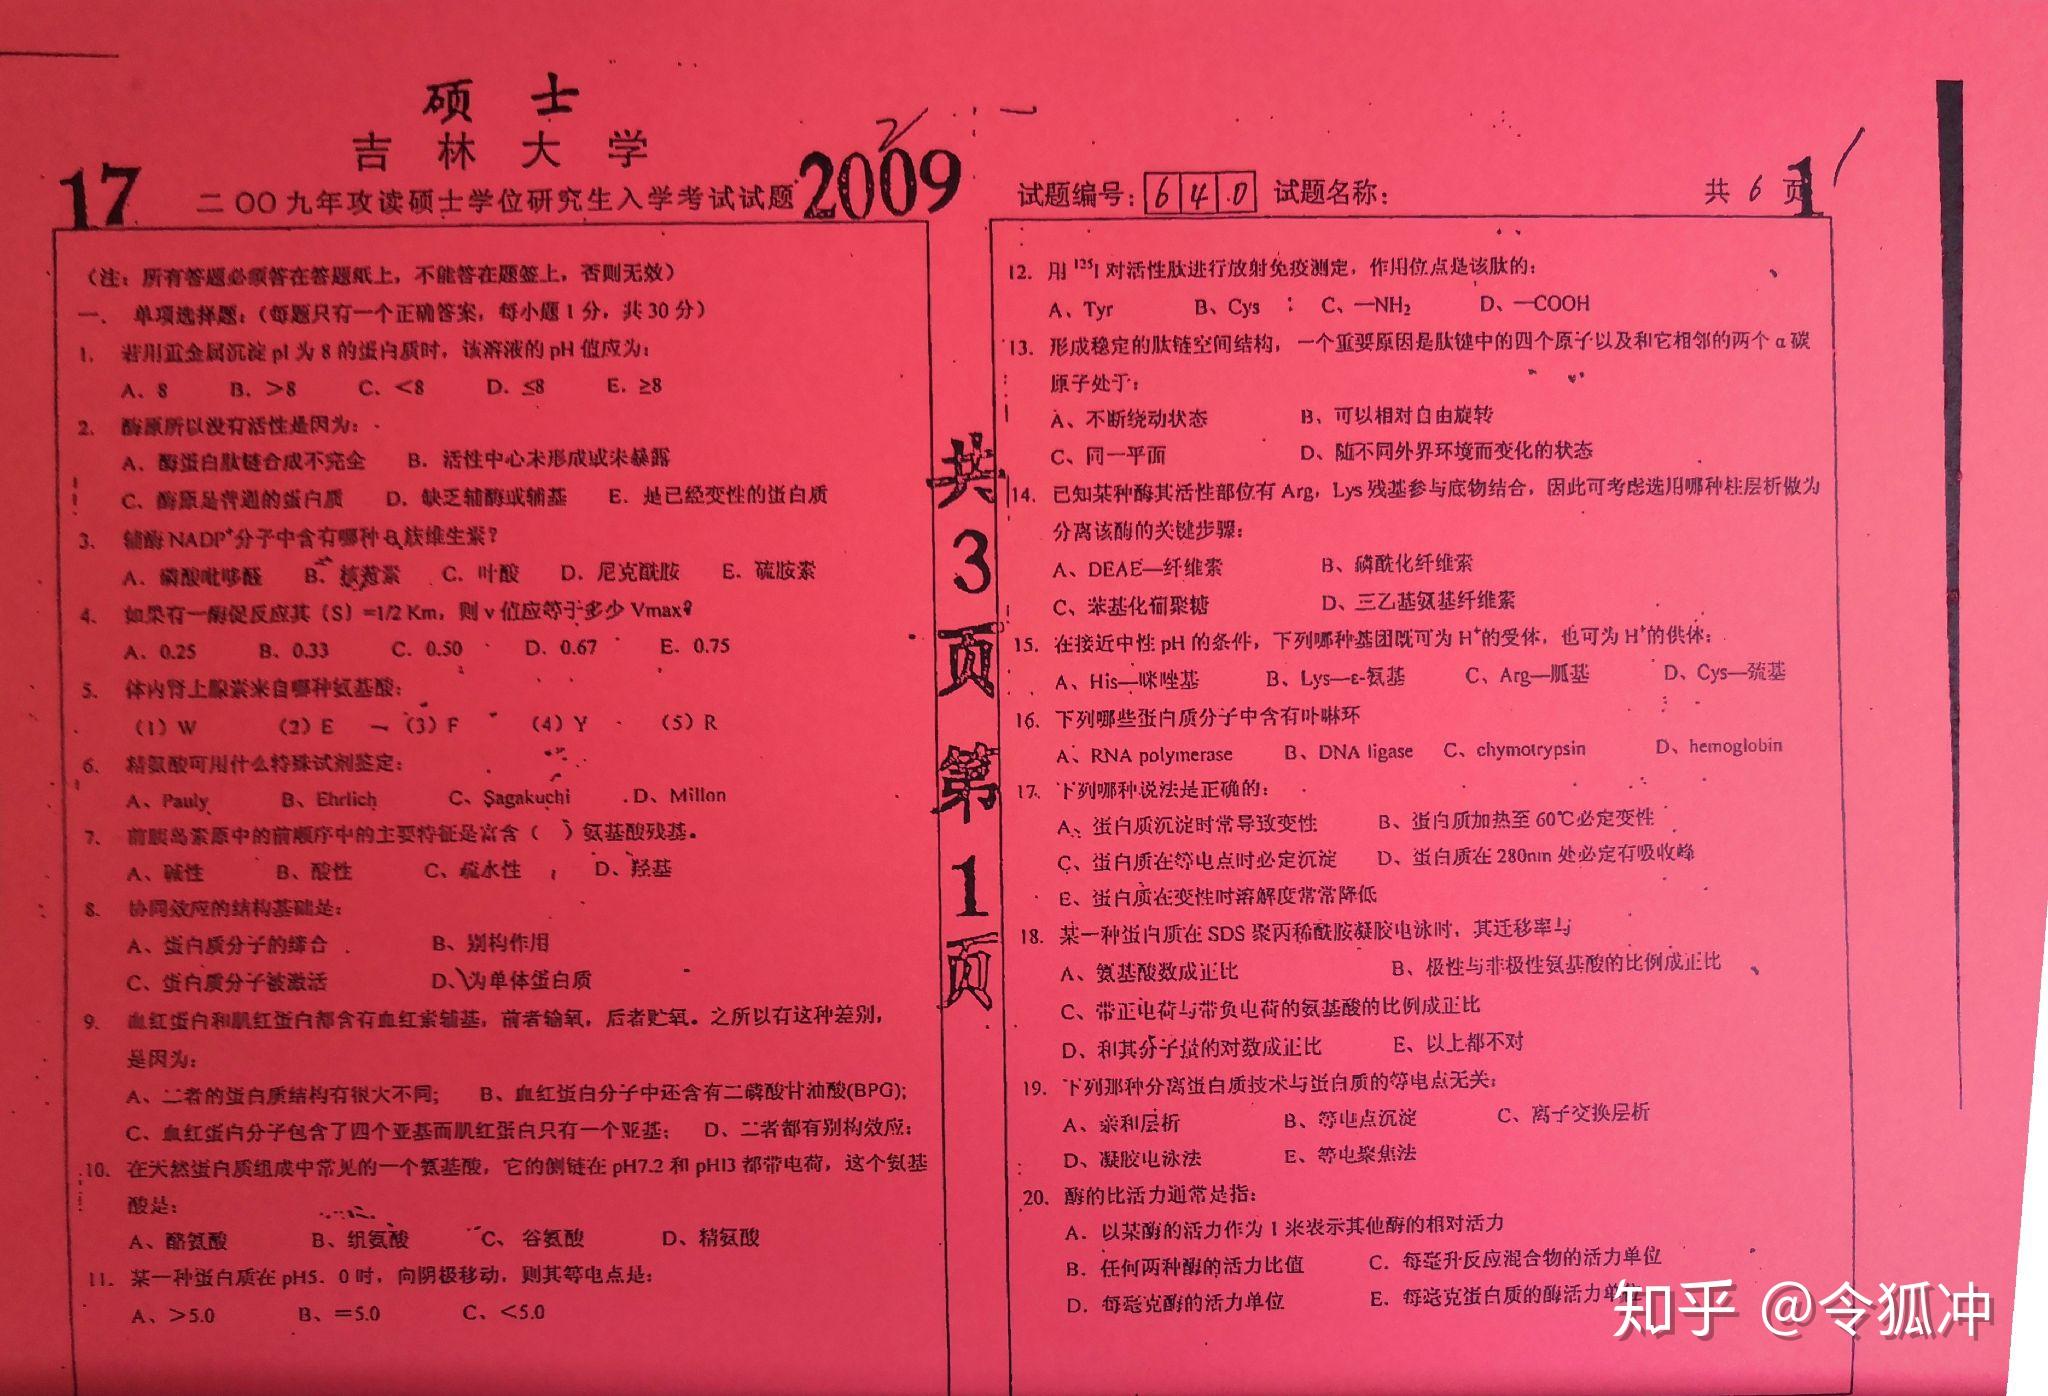 硕 士
吉 林 大 学
17
二OO九年攻读硕士学位研究生入学考试试题
2009
试题编号: 640 试题名称:
共 6 页
1
(注: 所有答题必须答在答题纸上, 不能答在题签上, 否则无效)
一. 单项选择题:(每题只有一个正确答案, 每小题1分, 共30分)
1. 若用重金属沉淀 pI 为 8 的蛋白质时, 该溶液的 pH 值应为:
A. 8 B. >8 C. <8 D. ≤8 E. ≥8
2. 酶原所以没有活性是因为:
A. 酶蛋白肽链合成不完全 B. 活性中心未形成或未暴露
C. 酶原是普通的蛋白质 D. 缺乏辅酶或辅基 E. 是已经变性的蛋白质
3. 辅酶 NADP⁺分子中含有哪种 B 族维生素?
A. 磷酸吡哆醛 B. 核黄素 C. 叶酸 D. 尼克酰胺 E. 硫胺素
4. 如果有一酶促反应其〔S〕=1/2 Km, 则 v 值应等于多少 Vmax?
A. 0.25 B. 0.33 C. 0.50 D. 0.67 E. 0.75
5. 体内肾上腺素来自哪种氨基酸:
(1) W (2) E (3) F (4) Y (5) R
6. 精氨酸可用什么特殊试剂鉴定:
A、Pauly B、Ehrlich C、Sagakuchi D、Millon
7. 前胰岛素原中的前顺序中的主要特征是富含( )氨基酸残基。
A、碱性 B、酸性 C、疏水性 D、羟基
8. 协同效应的结构基础是:
A、蛋白质分子的缔合 B、别构作用
C、蛋白质分子被激活 D、为单体蛋白质
9. 血红蛋白和肌红蛋白都含有血红素辅基, 前者输氧, 后者贮氧。之所以有这种差别,
是因为:
A、二者的蛋白质结构有很大不同; B、血红蛋白分子中还含有二磷酸甘油酸(BPG);
C、血红蛋白分子包含了四个亚基而肌红蛋白只有一个亚基; D、二者都有别构效应:
10. 在天然蛋白质组成中常见的一个氨基酸, 它的侧链在 pH7.2 和 pH13 都带电荷, 这个氨基
酸是:
A、酪氨酸 B、组氨酸 C、谷氨酸 D、精氨酸
11. 某一种蛋白质在 pH5. 0 时, 向阴极移动, 则其等电点是:
A、>5.0 B、=5.0 C、<5.0
共3页第1页
12. 用 ¹²⁵I 对活性肽进行放射免疫测定, 作用位点是该肽的:
A、Tyr B、Cys C、—NH₂ D、—COOH
13. 形成稳定的肽链空间结构, 一个重要原因是肽键中的四个原子以及和它相邻的两个 α 碳
原子处于:
A、不断绕动状态 B、可以相对自由旋转
C、同一平面 D、随不同外界环境而变化的状态
14. 已知某种酶其活性部位有 Arg, Lys 残基参与底物结合, 因此可考虑选用哪种柱层析做为
分离该酶的关键步骤:
A、DEAE—纤维素 B、磷酰化纤维素
C、苯基化葡聚糖 D、三乙基氨基纤维素
15. 在接近中性 pH 的条件, 下列哪种基团既可为 H⁺的受体, 也可为 H⁺的供体:
A、His—咪唑基 B、Lys—ε-氨基 C、Arg—胍基 D、Cys—巯基
16. 下列哪些蛋白质分子中含有卟啉环
A、RNA polymerase B、DNA ligase C、chymotrypsin D、hemoglobin
17. 下列哪种说法是正确的:
A、蛋白质沉淀时常导致变性 B、蛋白质加热至 60℃必定变性
C、蛋白质在等电点时必定沉淀 D、蛋白质在 280nm 处必定有吸收峰
E、蛋白质在变性时溶解度常常降低
18. 某一种蛋白质在 SDS 聚丙稀酰胺凝胶电泳时, 其迁移率与
A、氨基酸数成正比 B、极性与非极性氨基酸的比例成正比
C、带正电荷与带负电荷的氨基酸的比例成正比
D、和其分子量的对数成正比 E、以上都不对
19. 下列那种分离蛋白质技术与蛋白质的等电点无关:
A、亲和层析 B、等电点沉淀 C、离子交换层析
D、凝胶电泳法 E、等电聚焦法
20. 酶的比活力通常是指:
A. 以某酶的活力作为 1 来表示其他酶的相对活力
B. 任何两种酶的活力比值 C. 每毫升反应混合物的活力单位
D. 每毫克酶的活力单位 E. 每毫克蛋白质的酶活力单位
知乎 @令狐冲